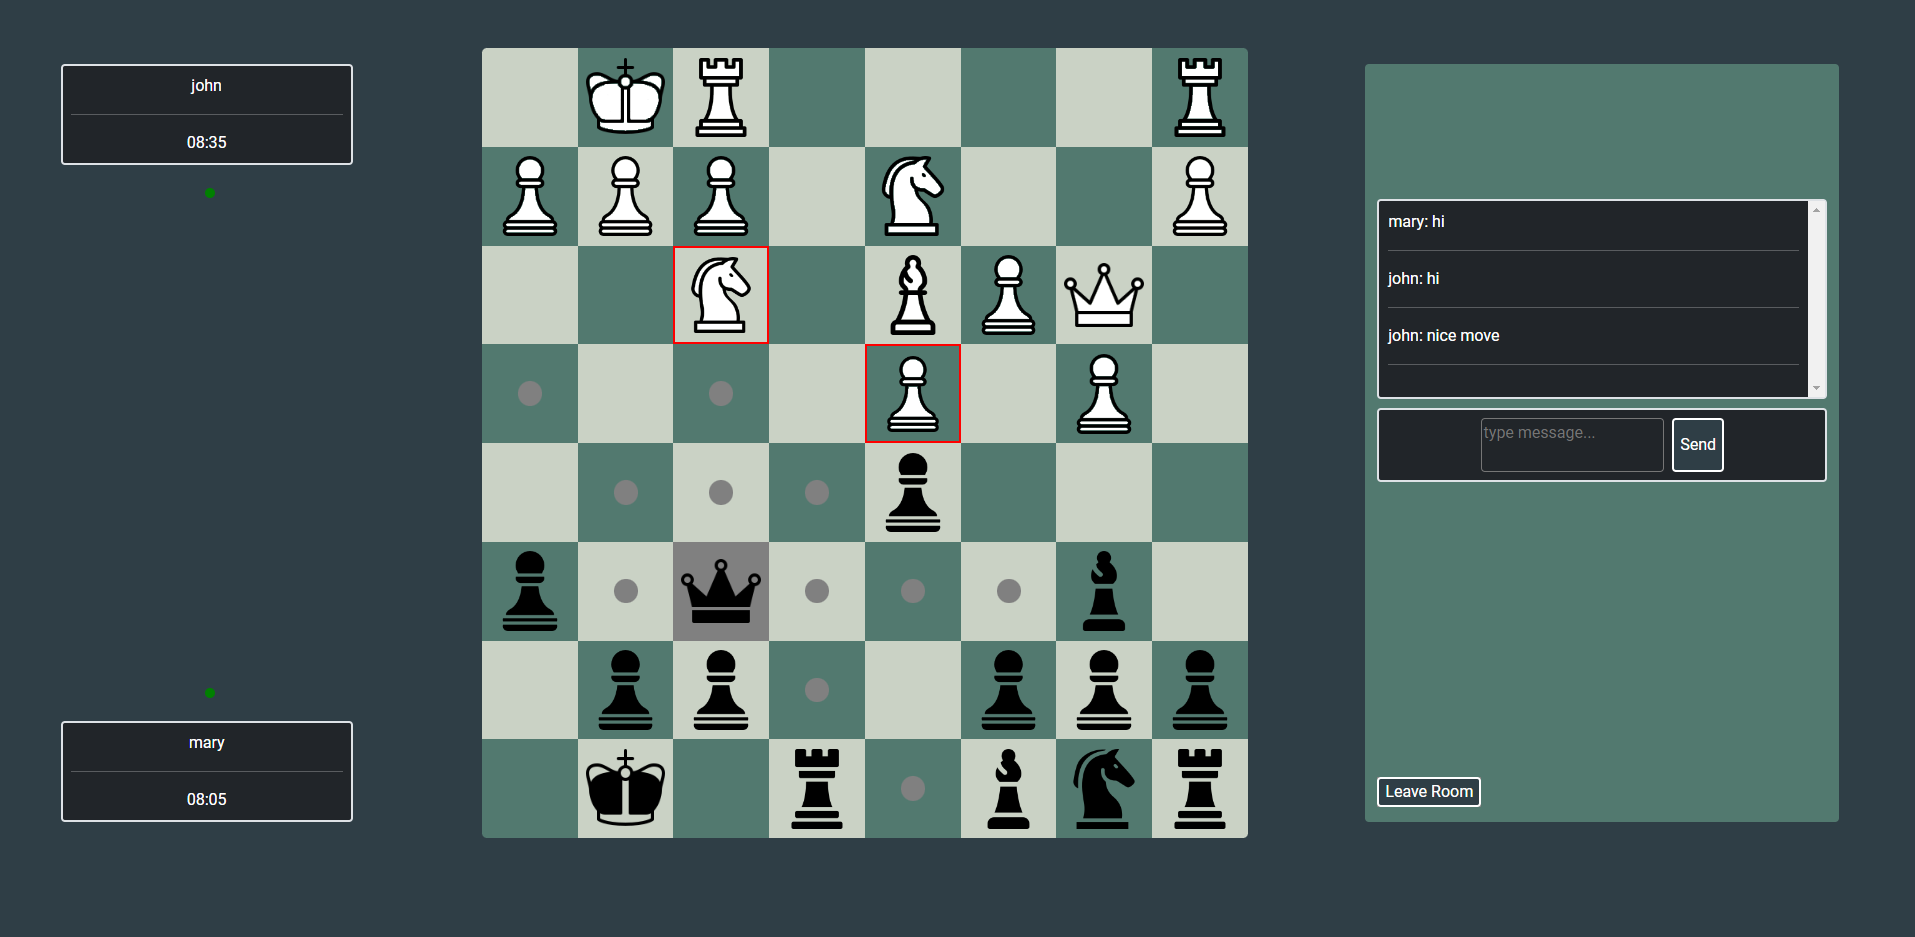 john
08:35
mary
08:05
mary: hi
john: hi
john: nice move
type message...
Send
Leave Room